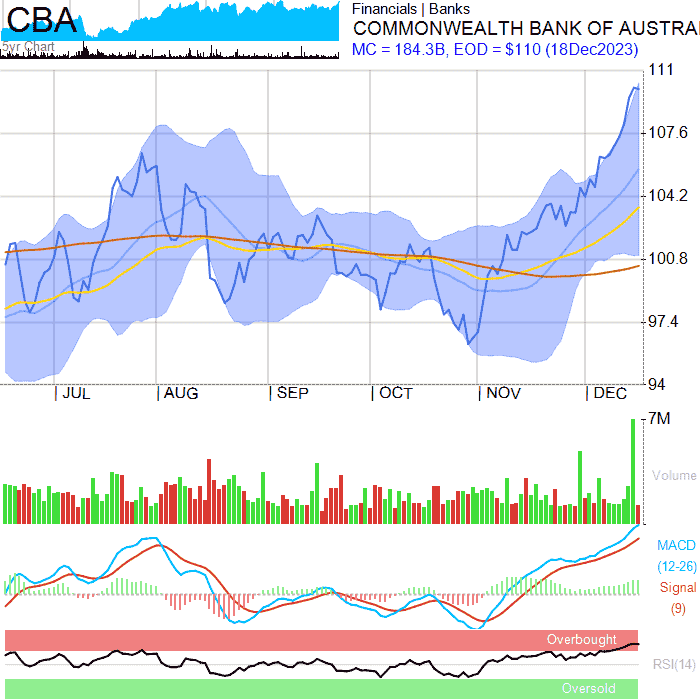 CBA
5yr Chart
Financials | Banks
COMMONWEALTH BANK OF AUSTRA
MC = 184.3B, EOD = $110 (18Dec2023)
111
107.6
104.2
100.8
97.4
94
JUL
AUG
SEP
OCT
NOV
DEC
7M
Volume
MACD
(12-26)
Signal
(9)
Overbought
RSI(14)
Oversold